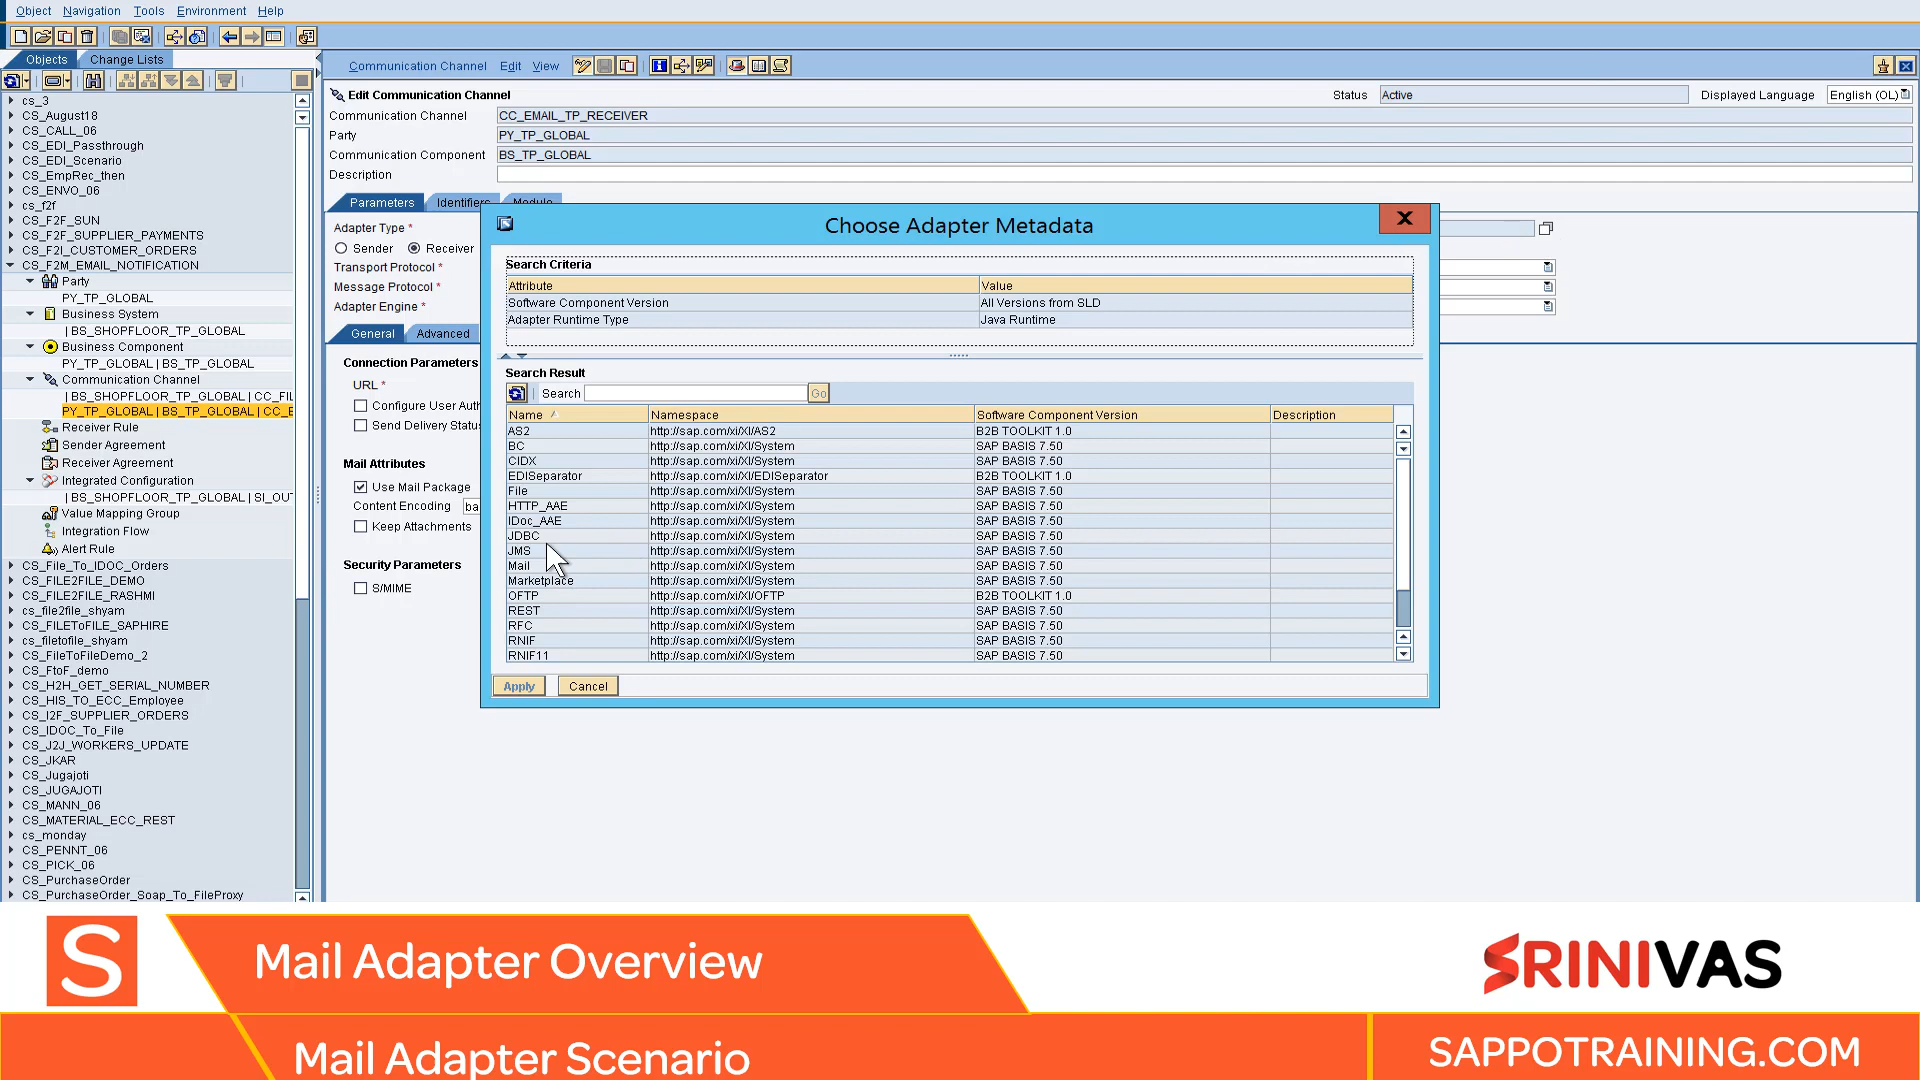 Object Navigation Tools Environment Help
Objects Change Lists
cs_3
CS_August18
CS_CALL_06
CS_EDI_Passthrough
CS_EDI_Scenario
CS_EmpRec_then
CS_ENVO_06
cs_f2f
CS_F2F_SUN
CS_F2F_SUPPLIER_PAYMENTS
CS_F2I_CUSTOMER_ORDERS
CS_F2M_EMAIL_NOTIFICATION
Party
PY_TP_GLOBAL
Business System
| BS_SHOPFLOOR_TP_GLOBAL
Business Component
PY_TP_GLOBAL | BS_TP_GLOBAL
Communication Channel
| BS_SHOPFLOOR_TP_GLOBAL | CC_FIL
PY_TP_GLOBAL | BS_TP_GLOBAL | CC_E
Receiver Rule
Sender Agreement
Receiver Agreement
Integrated Configuration
| BS_SHOPFLOOR_TP_GLOBAL | SI_OUT
Value Mapping Group
Integration Flow
Alert Rule
CS_File_To_IDOC_Orders
CS_FILE2FILE_DEMO
CS_FILE2FILE_RASHMI
cs_file2file_shyam
CS_FILEToFILE_SAPHIRE
cs_filetofile_shyam
CS_FileToFileDemo_2
CS_FtoF_demo
CS_H2H_GET_SERIAL_NUMBER
CS_HIS_TO_ECC_Employee
CS_I2F_SUPPLIER_ORDERS
CS_IDOC_To_File
CS_J2J_WORKERS_UPDATE
CS_JKAR
CS_Jugajoti
CS_JUGAJOTI
CS_MANN_06
CS_MATERIAL_ECC_REST
cs_monday
CS_PENNT_06
CS_PICK_06
CS_PurchaseOrder
CS_PurchaseOrder_Soap_To_FileProxy
Communication Channel Edit View
Edit Communication Channel Status Active Displayed Language English (OL)
Communication Channel CC_EMAIL_TP_RECEIVER
Party PY_TP_GLOBAL
Communication Component BS_TP_GLOBAL
Description
Parameters Identifiers Module
Adapter Type *
Sender Receiver
Transport Protocol *
Message Protocol *
Adapter Engine *
General Advanced
Connection Parameters
URL *
Configure User Auth
Send Delivery Status
Mail Attributes
Use Mail Package
Content Encoding ba
Keep Attachments
Security Parameters
S/MIME
Choose Adapter Metadata
Search Criteria
Attribute Value
Software Component Version All Versions from SLD
Adapter Runtime Type Java Runtime
Search Result
Search Go
Name Namespace Software Component Version Description
AS2 http://sap.com/xi/XI/AS2 B2B TOOLKIT 1.0
BC http://sap.com/xi/XI/System SAP BASIS 7.50
CIDX http://sap.com/xi/XI/System SAP BASIS 7.50
EDISeparator http://sap.com/xi/XI/EDISeparator B2B TOOLKIT 1.0
File http://sap.com/xi/XI/System SAP BASIS 7.50
HTTP_AAE http://sap.com/xi/XI/System SAP BASIS 7.50
IDoc_AAE http://sap.com/xi/XI/System SAP BASIS 7.50
JDBC http://sap.com/xi/XI/System SAP BASIS 7.50
JMS http://sap.com/xi/XI/System SAP BASIS 7.50
Mail http://sap.com/xi/XI/System SAP BASIS 7.50
Marketplace http://sap.com/xi/XI/System SAP BASIS 7.50
OFTP http://sap.com/xi/XI/OFTP B2B TOOLKIT 1.0
REST http://sap.com/xi/XI/System SAP BASIS 7.50
RFC http://sap.com/xi/XI/System SAP BASIS 7.50
RNIF http://sap.com/xi/XI/System SAP BASIS 7.50
RNIF11 http://sap.com/xi/XI/System SAP BASIS 7.50
Apply Cancel
S
Mail Adapter Overview
SRINIVAS
Mail Adapter Scenario
SAPPOTRAINING.COM